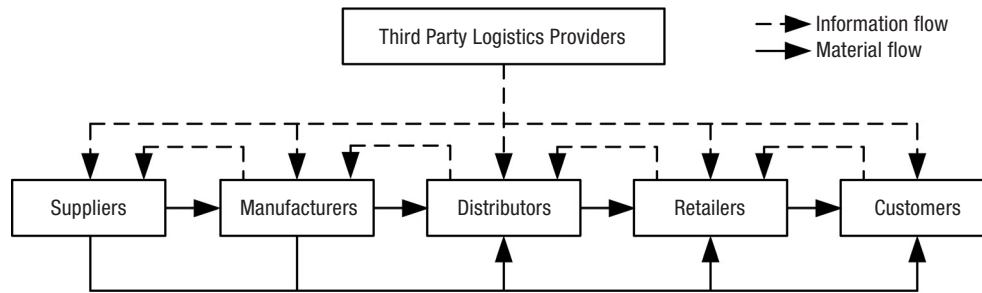 Third Party Logistics Providers
Information flow
Material flow
Suppliers
Manufacturers
Distributors
Retailers
Customers